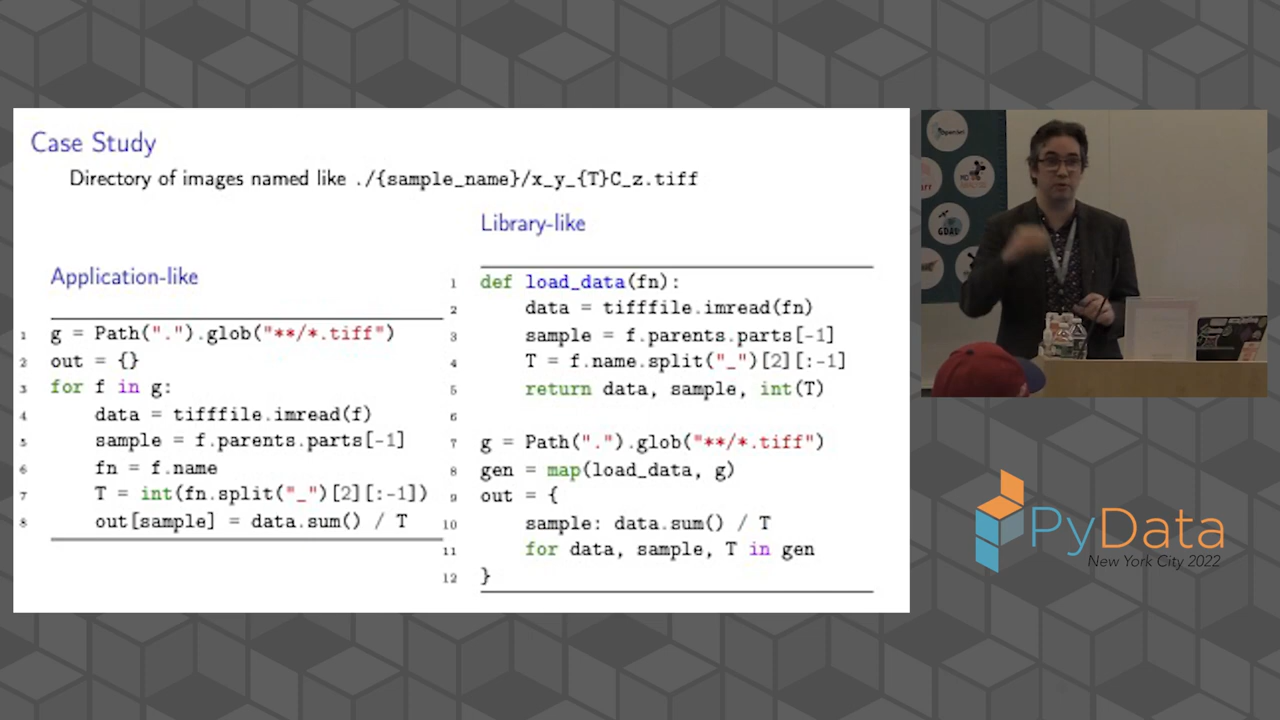 Case Study
Directory of images named like ./{sample_name}/x_y_{T}C_z.tiff
Application-like
1 g = Path(".").glob("**/*.tiff")
2 out = {}
3 for f in g:
4 data = tifffile.imread(f)
5 sample = f.parents.parts[-1]
6 fn = f.name
7 T = int(fn.split("_")[2][:-1])
8 out[sample] = data.sum() / T
Library-like
1 def load_data(fn):
2 data = tifffile.imread(fn)
3 sample = f.parents.parts[-1]
4 T = f.name.split("_")[2][:-1]
5 return data, sample, int(T)
6
7 g = Path(".").glob("**/*.tiff")
8 gen = map(load_data, g)
9 out = {
10 sample: data.sum() / T
11 for data, sample, T in gen
12 }
PyData
New York City 2022